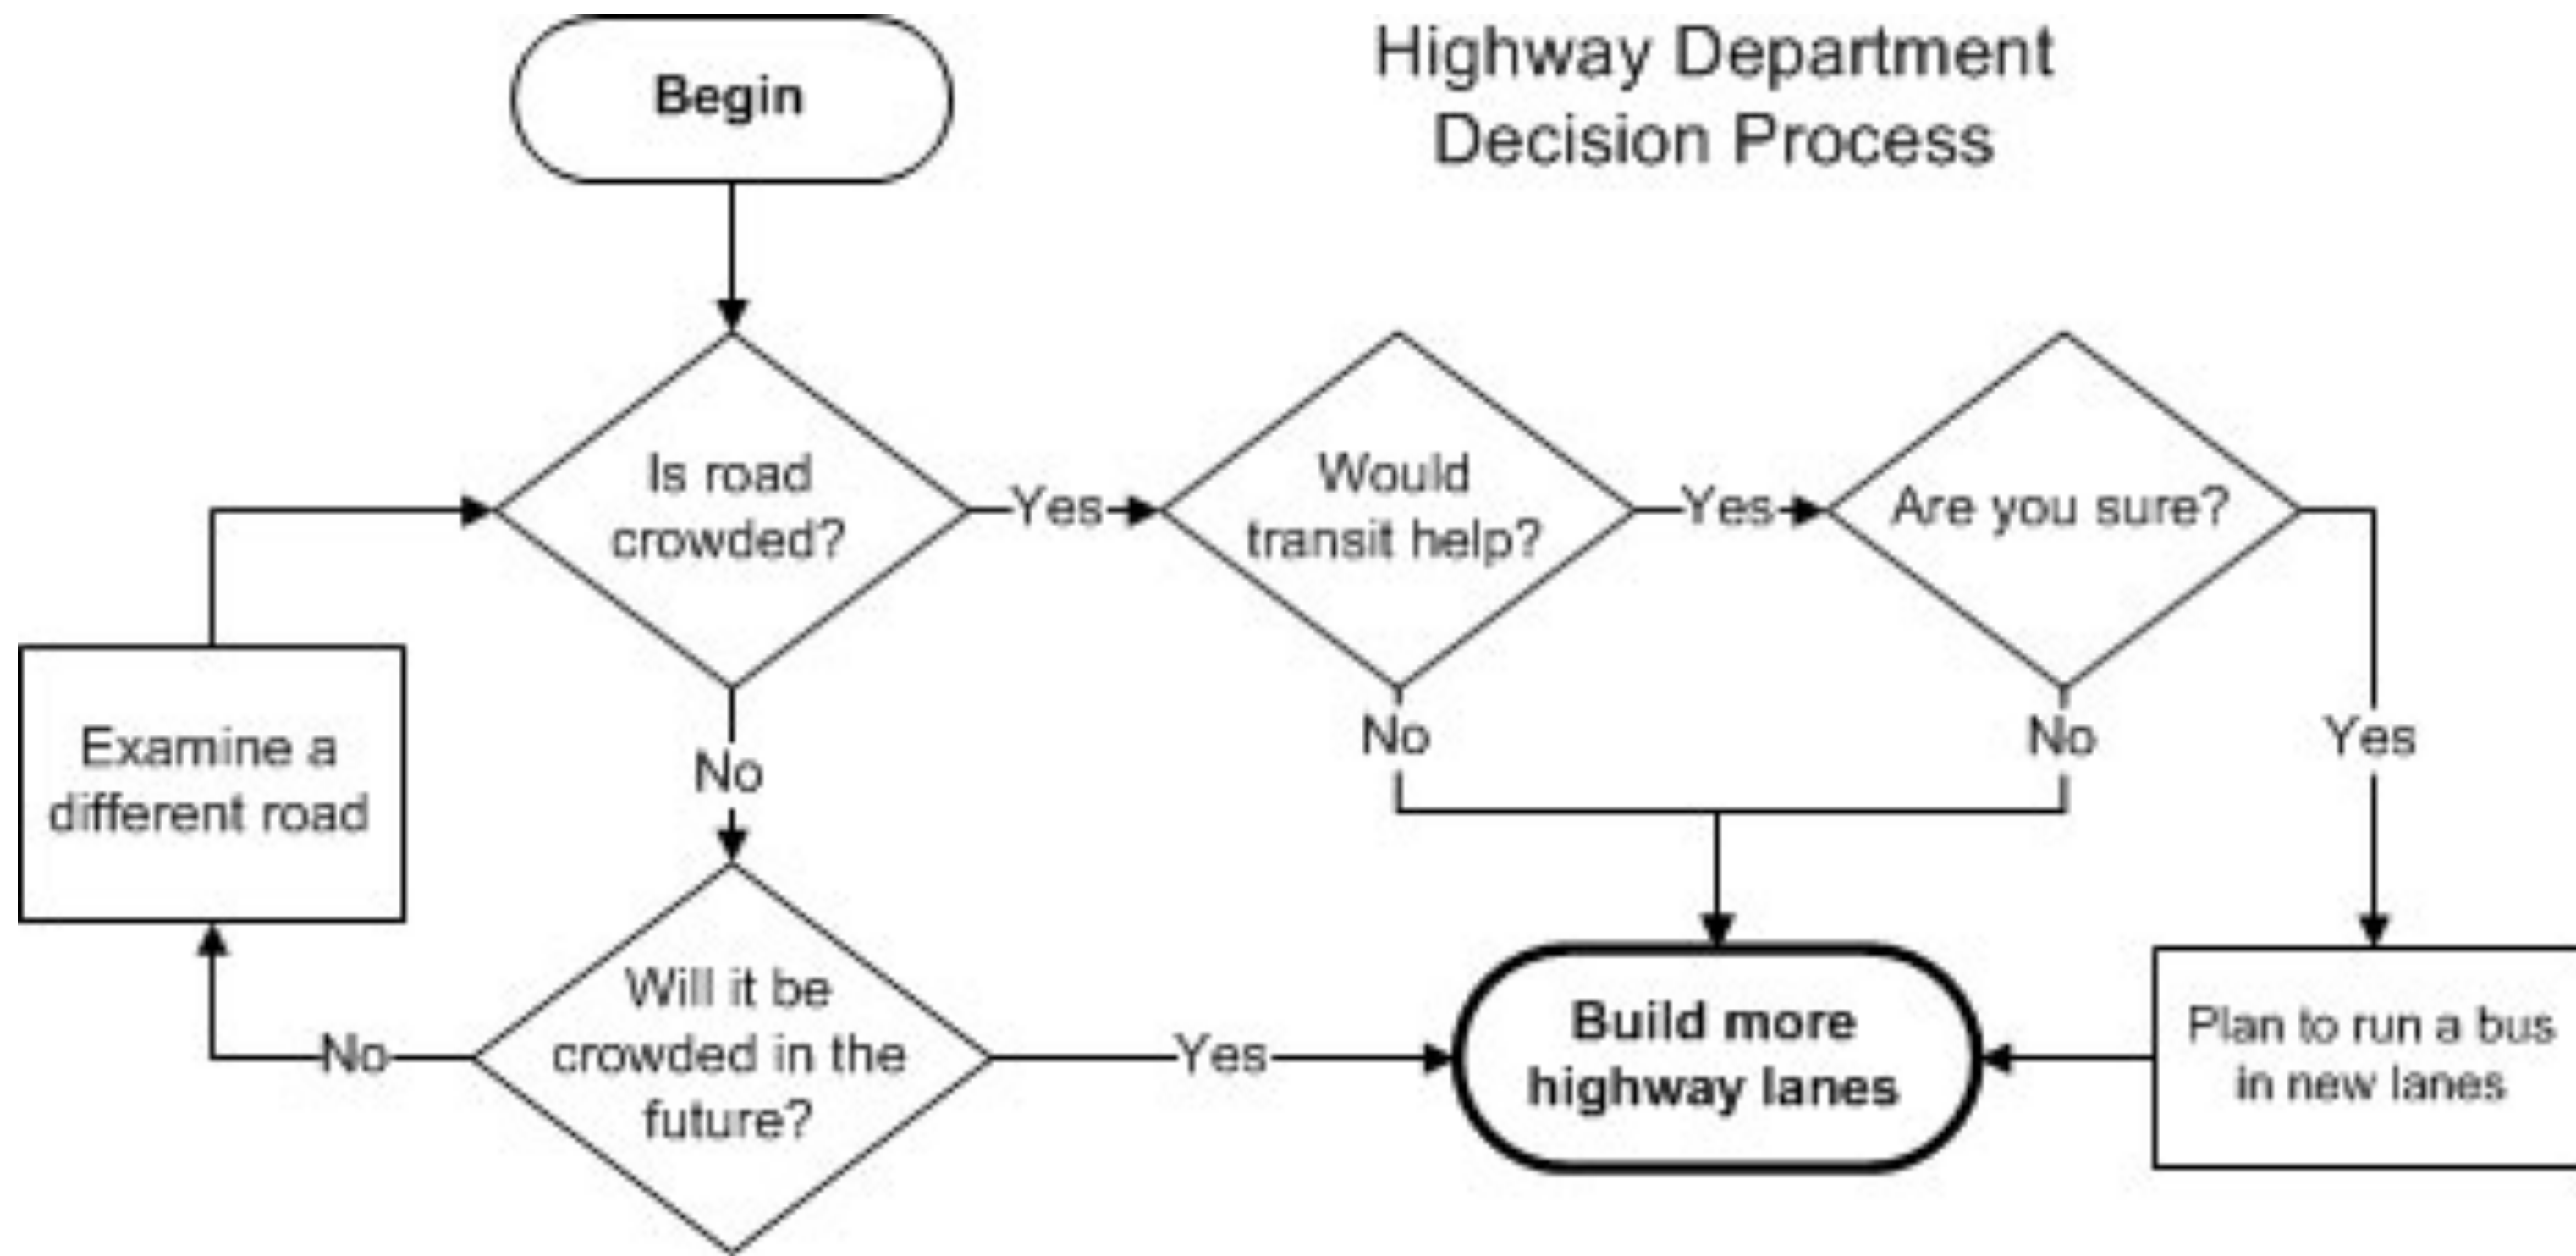 Highway Department
Decision Process
Begin
Is road
crowded?
Yes
Would
transit help?
Yes
Are you sure?
No
No
No
Yes
Examine a
different road
Will it be
crowded in the
future?
No
Yes
Build more
highway lanes
Plan to run a bus
in new lanes